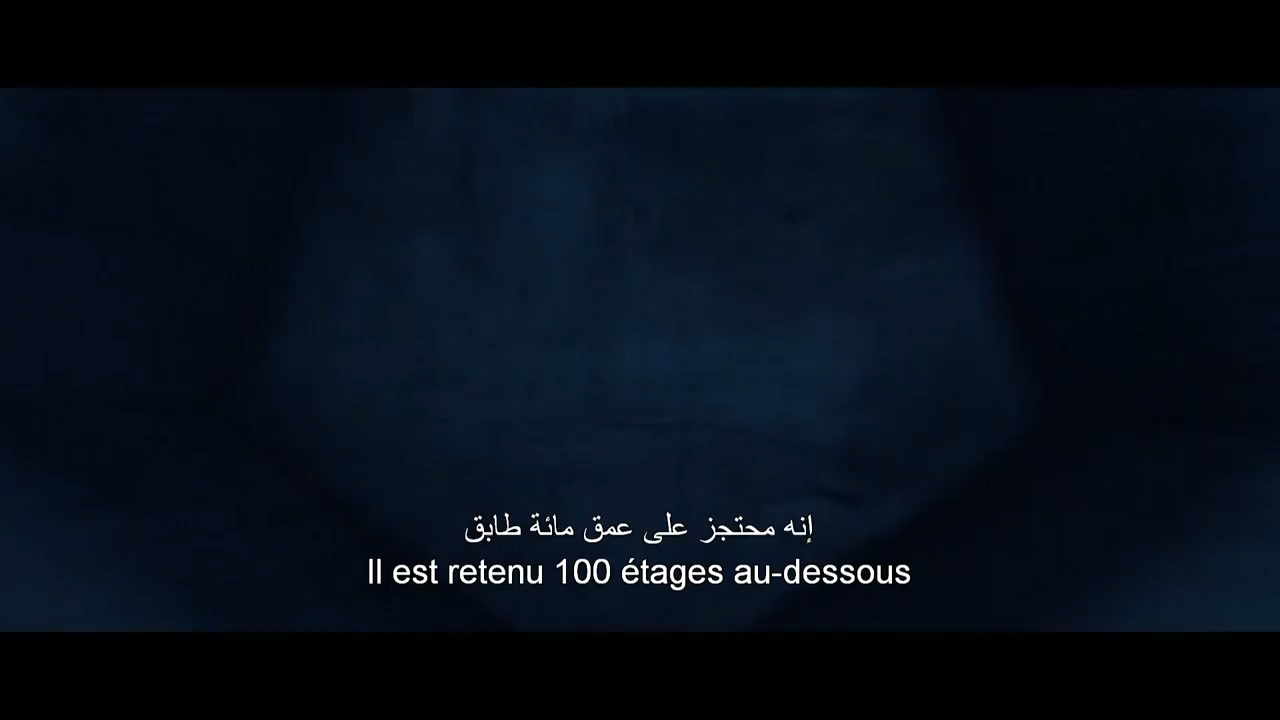 إنه محتجز على عمق مائة طابق
Il est retenu 100 étages au-dessous